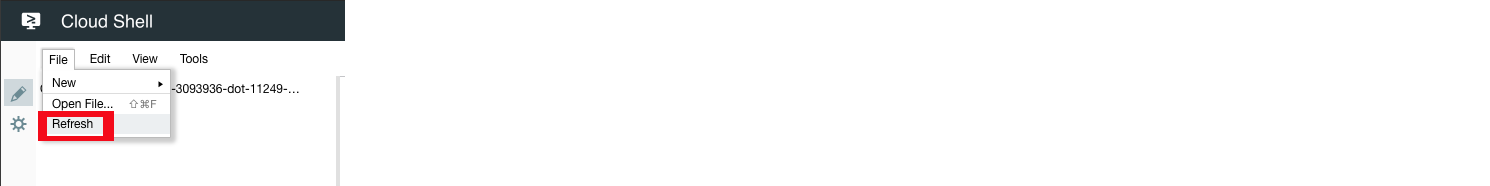 Cloud Shell
File Edit View Tools
New
-3093936-dot-11249-...
Open File... ⇧⌘F
Refresh